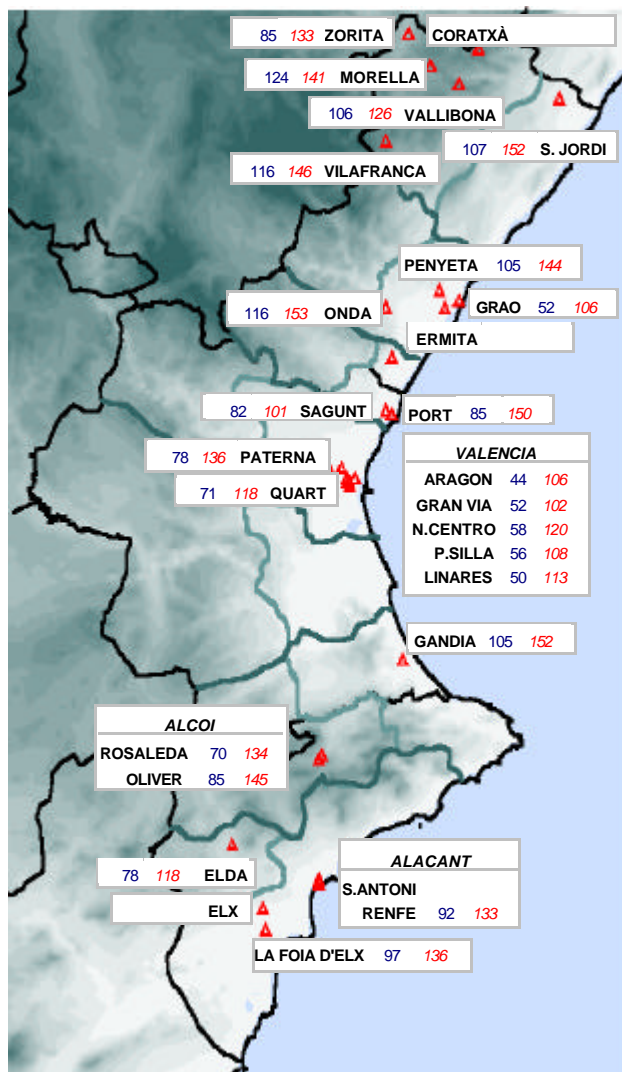 85 133 ZORITA
CORATXÀ
124 141 MORELLA
106 126 VALLIBONA
107 152 S. JORDI
116 146 VILAFRANCA
PENYETA 105 144
116 153 ONDA
GRAO 52 106
ERMITA
82 101 SAGUNT
PORT 85 150
78 136 PATERNA
71 118 QUART
VALENCIA
ARAGON 44 106
GRAN VIA 52 102
N.CENTRO 58 120
P.SILLA 56 108
LINARES 50 113
GANDIA 105 152
ALCOI
ROSALEDA 70 134
OLIVER 85 145
78 118 ELDA
ELX
ALACANT
S.ANTONI
RENFE 92 133
LA FOIA D'ELX 97 136